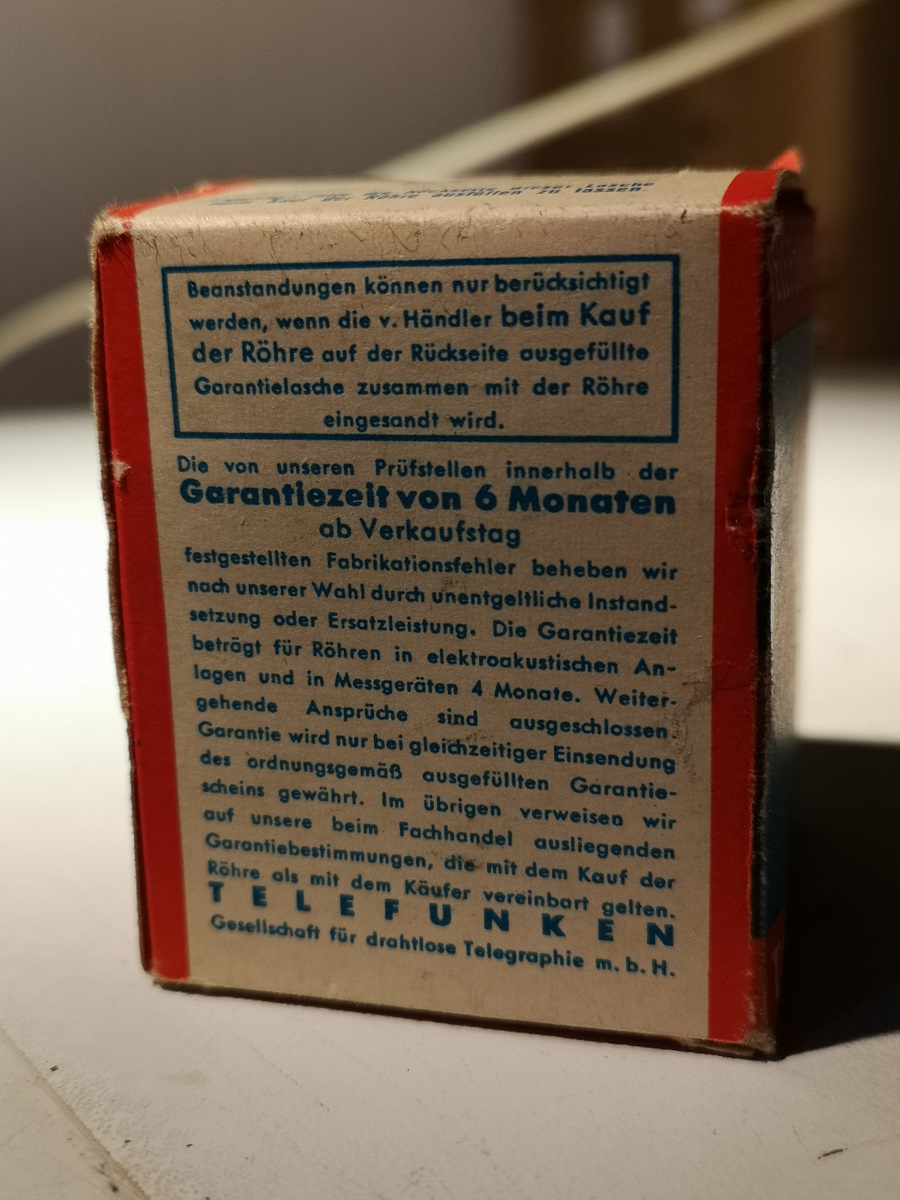 der Röhre ausfüllen zu lassen.
Beanstandungen können nur berücksichtigt
werden, wenn die v. Händler beim Kauf
der Röhre auf der Rückseite ausgefüllte
Garantielasche zusammen mit der Röhre
eingesandt wird.
Die von unseren Prüfstellen innerhalb der
Garantiezeit von 6 Monaten
ab Verkaufstag
festgestellten Fabrikationsfehler beheben wir
nach unserer Wahl durch unentgeltliche Instand-
setzung oder Ersatzleistung. Die Garantiezeit
beträgt für Röhren in elektroakustischen An-
lagen und in Messgeräten 4 Monate. Weiter-
gehende Ansprüche sind ausgeschlossen.
Garantie wird nur bei gleichzeitiger Einsendung
des ordnungsgemäß ausgefüllten Garantie-
scheins gewährt. Im übrigen verweisen wir
auf unsere beim Fachhandel ausliegenden
Garantiebestimmungen, die mit dem Kauf der
Röhre als mit dem Käufer vereinbart gelten.
TELEFUNKEN
Gesellschaft für drahtlose Telegraphie m. b. H.